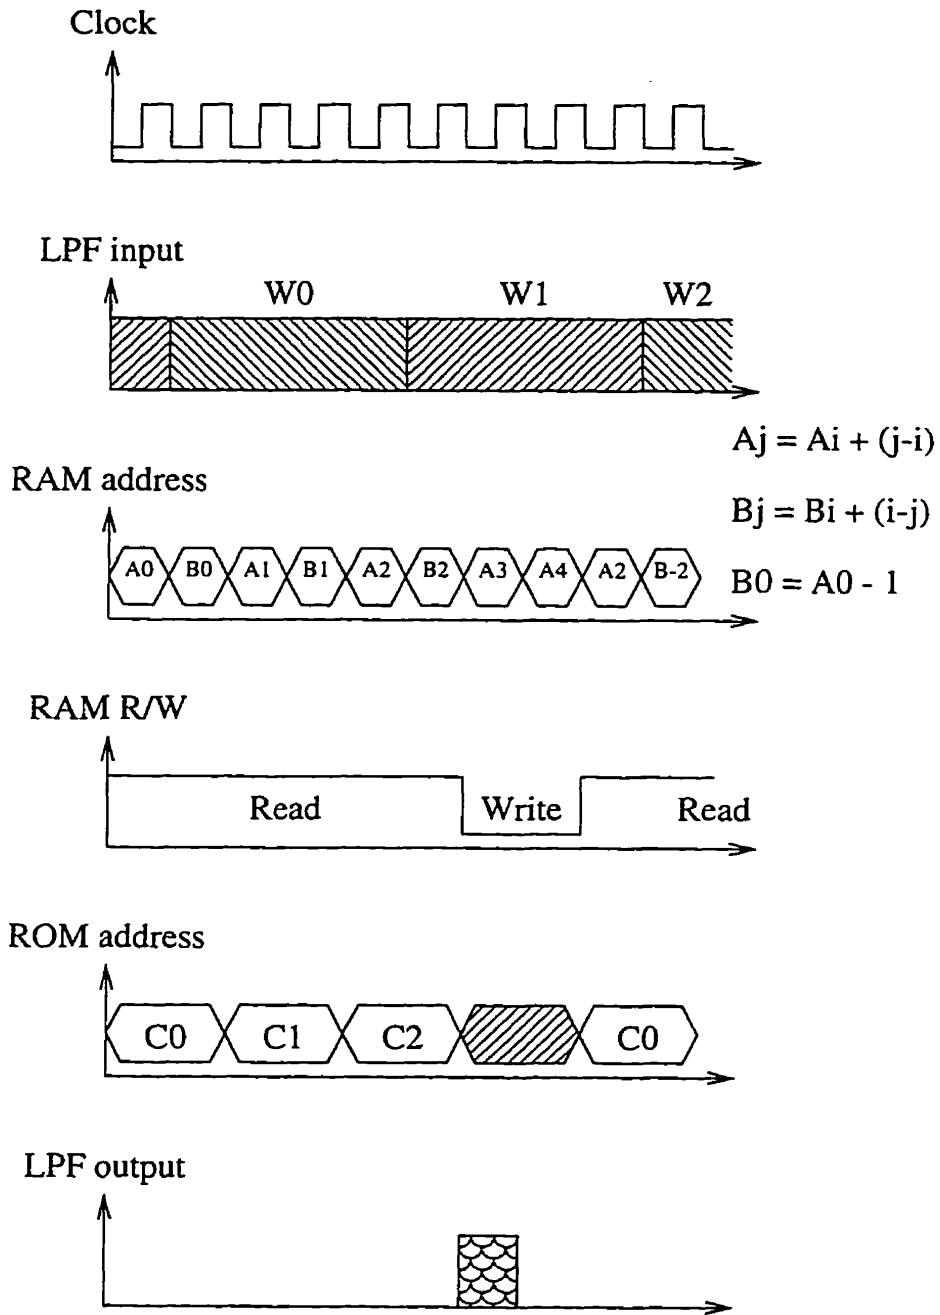 Clock
LPF input
W0 W1 W2
Aj = Ai + (j-i)
RAM address
Bj = Bi + (i-j)
A0 B0 A1 B1 A2 B2 A3 A4 A2 B-2
B0 = A0 - 1
RAM R/W
Read Write Read
ROM address
C0 C1 C2 C0
LPF output